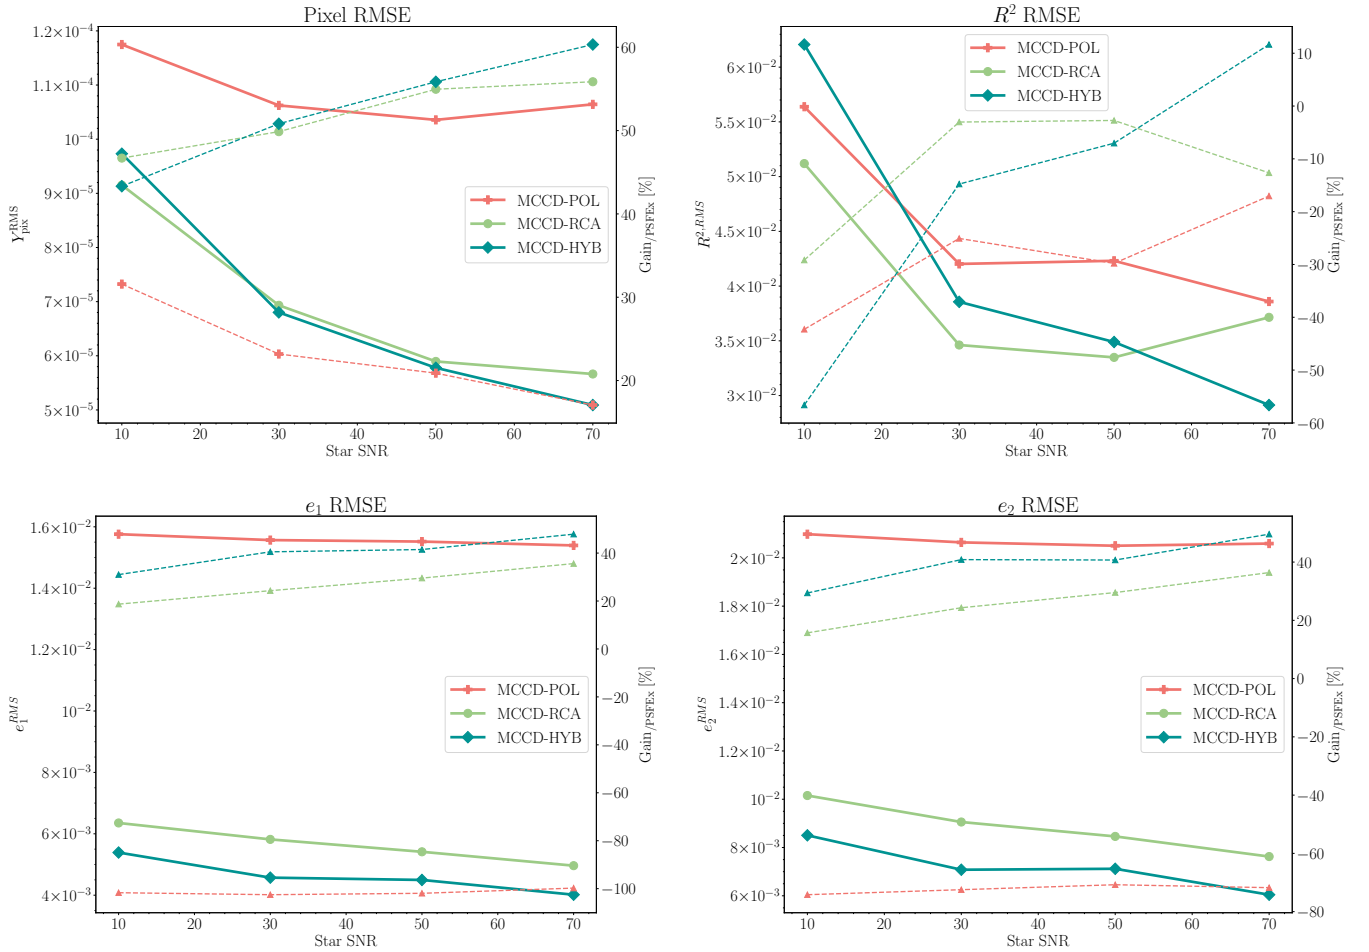 Pixel RMSE
1.2×10⁻⁴
1.1×10⁻⁴
10⁻⁴
9×10⁻⁵
8×10⁻⁵
7×10⁻⁵
6×10⁻⁵
5×10⁻⁵
Y_pix^RMS
MCCD-POL
MCCD-RCA
MCCD-HYB
60
50
40
30
20
Gain/PSFEx [%]
10 20 30 40 50 60 70
Star SNR
R² RMSE
6×10⁻²
5.5×10⁻²
5×10⁻²
4.5×10⁻²
4×10⁻²
3.5×10⁻²
3×10⁻²
R^2,RMS
MCCD-POL
MCCD-RCA
MCCD-HYB
10
0
−10
−20
−30
−40
−50
−60
Gain/PSFEx [%]
10 20 30 40 50 60 70
Star SNR
e₁ RMSE
1.6×10⁻²
1.4×10⁻²
1.2×10⁻²
10⁻²
8×10⁻³
6×10⁻³
4×10⁻³
e_1^RMS
MCCD-POL
MCCD-RCA
MCCD-HYB
40
20
0
−20
−40
−60
−80
−100
Gain/PSFEx [%]
10 20 30 40 50 60 70
Star SNR
e₂ RMSE
2×10⁻²
1.8×10⁻²
1.6×10⁻²
1.4×10⁻²
1.2×10⁻²
10⁻²
8×10⁻³
6×10⁻³
e_2^RMS
MCCD-POL
MCCD-RCA
MCCD-HYB
40
20
0
−20
−40
−60
−80
Gain/PSFEx [%]
10 20 30 40 50 60 70
Star SNR